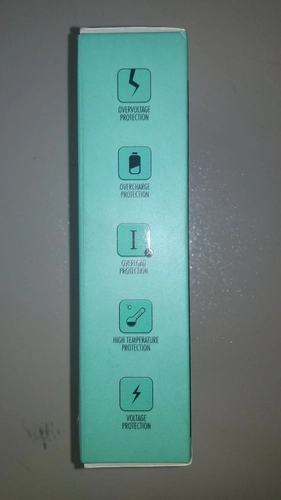 OVERVOLTAGE
PROTECTION
OVERCHARGE
PROTECTION
I
OVERLOAD
PROTECTION
°C
HIGH TEMPERATURE
PROTECTION
VOLTAGE
PROTECTION